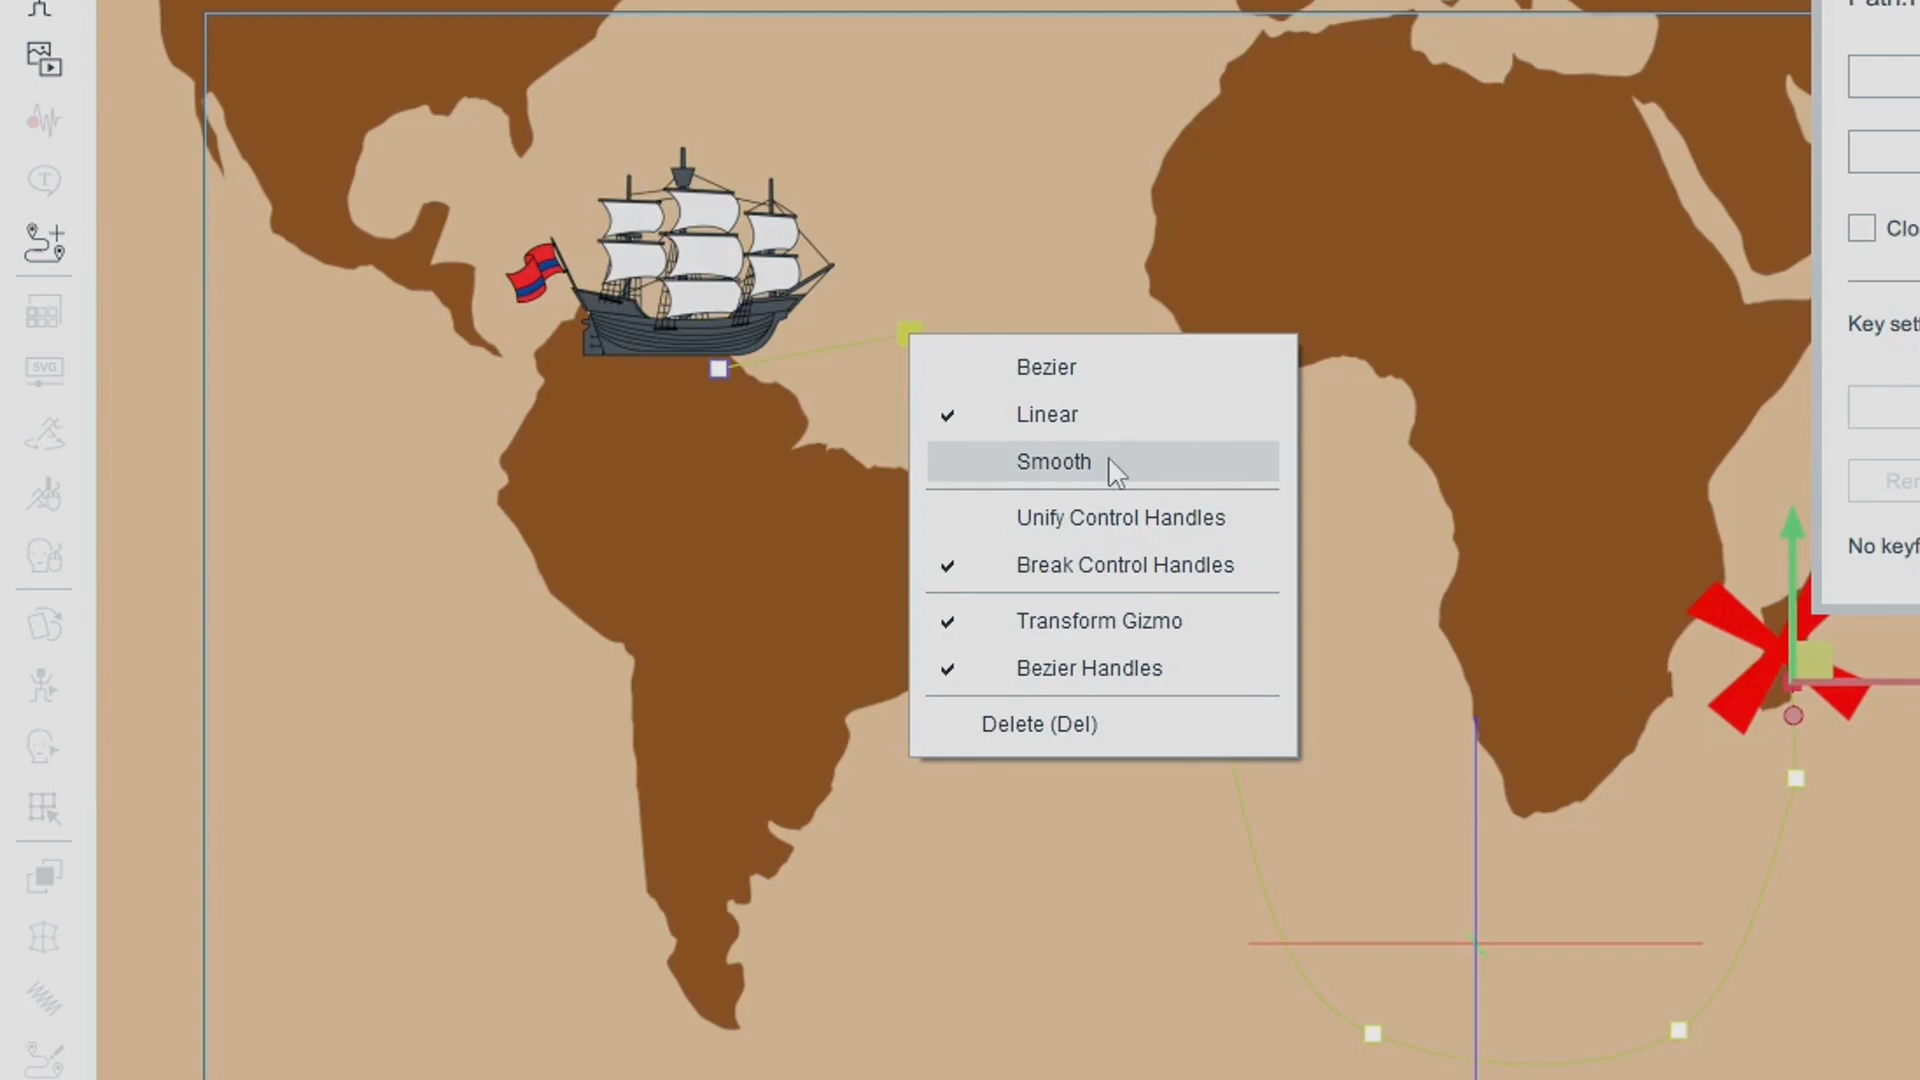 T
SVG
Bezier
Linear
Smooth
Unify Control Handles
Break Control Handles
Transform Gizmo
Bezier Handles
Delete (Del)
Clo
Key sett
Rer
No keyf